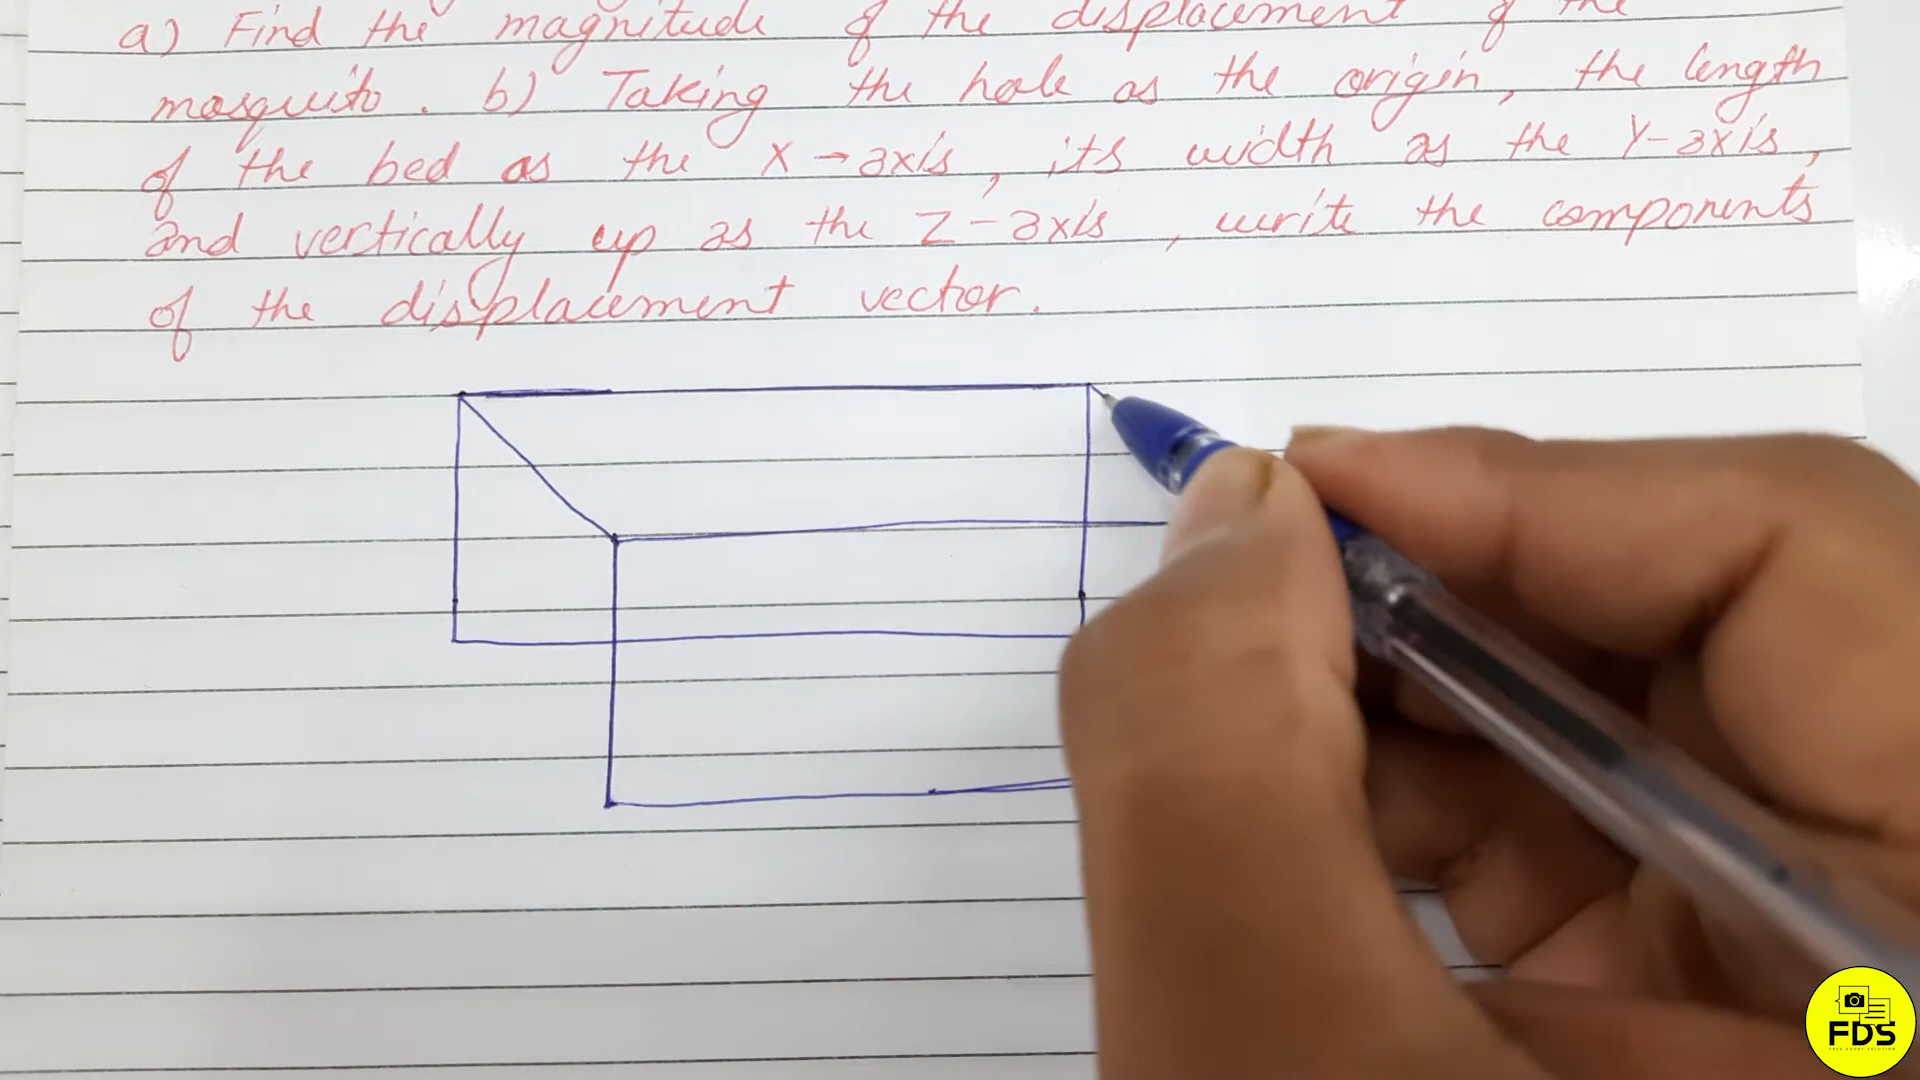 a) Find the magnitude of the displacement of the
mosquito. b) Taking the hole as the origin, the length
of the bed as the X-axis, its width as the Y-axis,
and vertically up as the Z-axis, write the components
of the displacement vector.
FDS